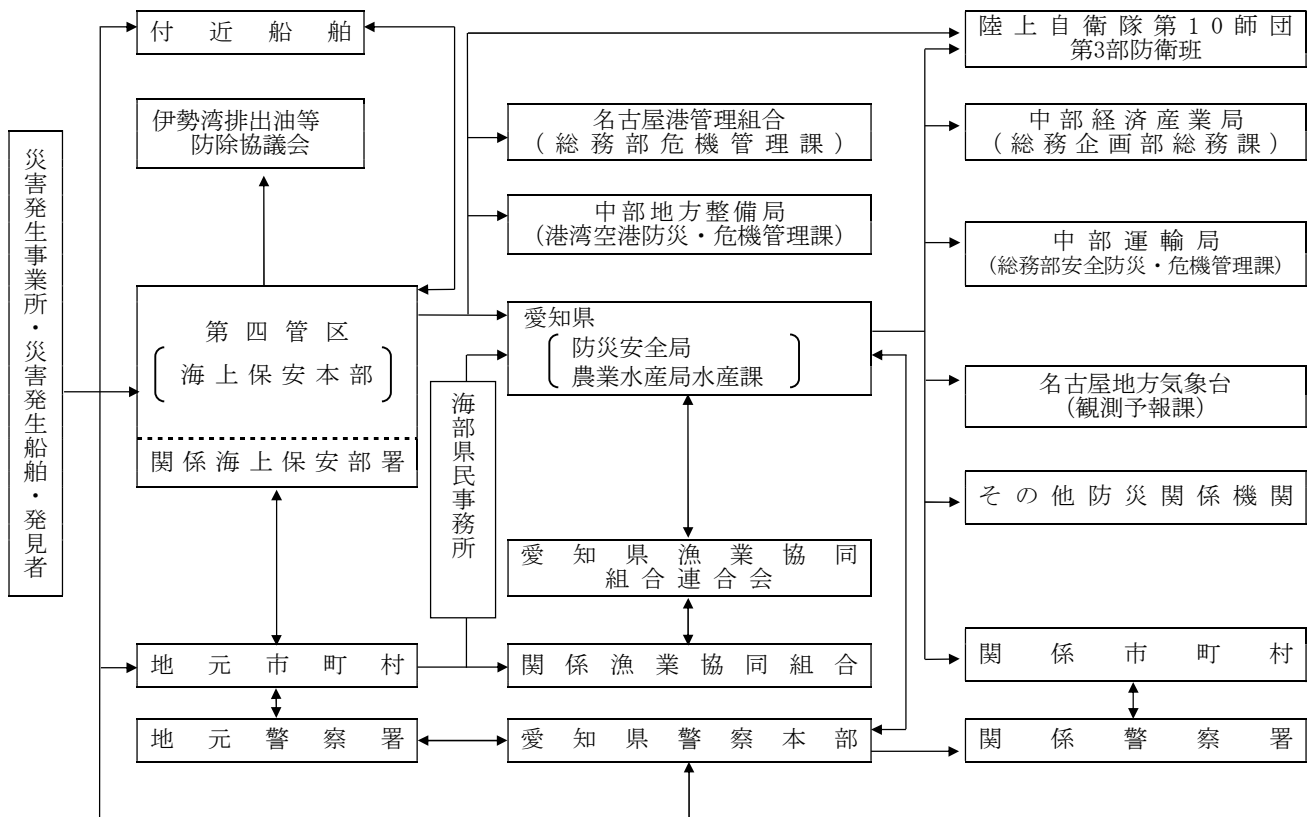 災害発生事業所・災害発生船舶・発見者
付近船舶
伊勢湾排出油等
防除協議会
第四管区
海上保安本部
関係海上保安部署
地元市町村
地元警察署
海部県民事務所
名古屋港管理組合
(総務部危機管理課)
中部地方整備局
(港湾空港防災・危機管理課)
愛知県
防災安全局
農業水産局水産課
愛知県漁業協同
組合連合会
関係漁業協同組合
愛知県警察本部
陸上自衛隊第10師団
第3部防衛班
中部経済産業局
(総務企画部総務課)
中部運輸局
(総務部安全防災・危機管理課)
名古屋地方気象台
(観測予報課)
その他防災関係機関
関係市町村
関係警察署